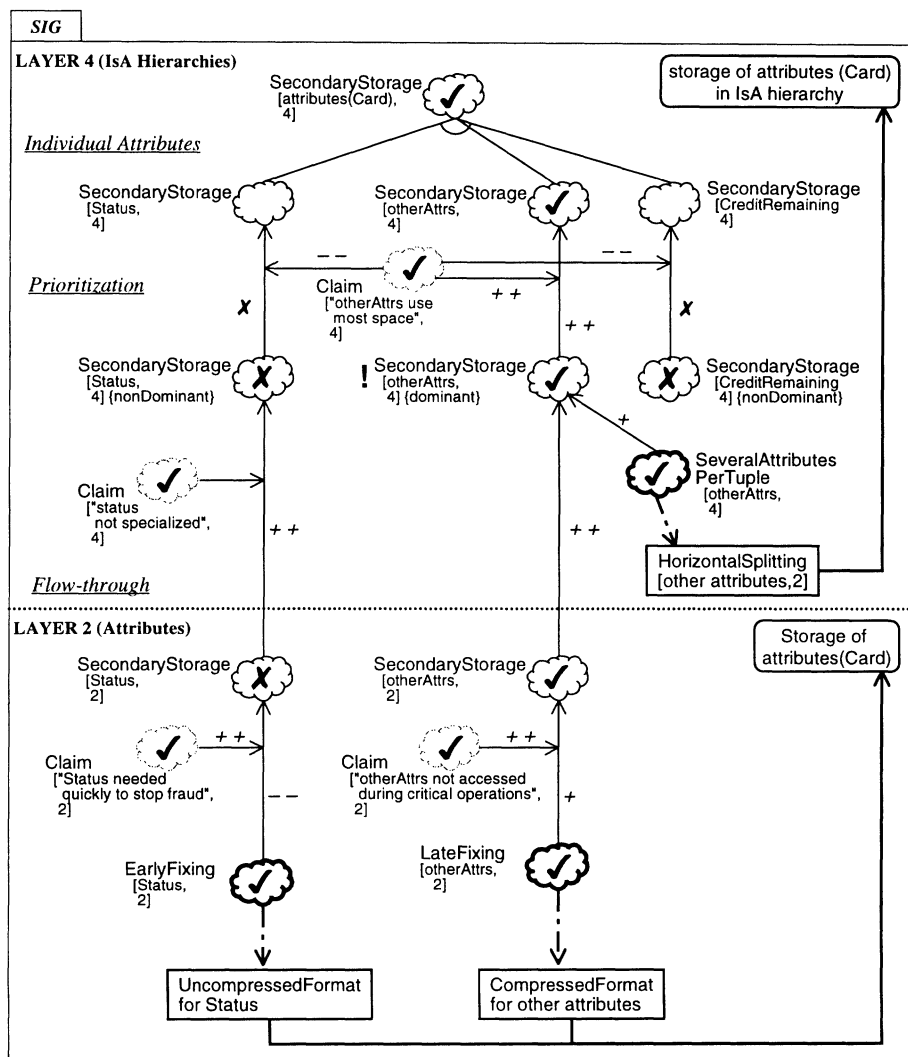 SIG
LAYER 4 (IsA Hierarchies)
SecondaryStorage
[attributes(Card),
4]
storage of attributes (Card)
in IsA hierarchy
Individual Attributes
SecondaryStorage
[Status,
4]
SecondaryStorage
[otherAttrs,
4]
SecondaryStorage
[CreditRemaining
4]
– –
– –
+ +
Claim
["otherAttrs use
most space",
4]
Prioritization
✗
+ +
✗
SecondaryStorage
[Status,
4] {nonDominant}
! SecondaryStorage
[otherAttrs,
4] {dominant}
SecondaryStorage
[CreditRemaining
4] {nonDominant}
+
Claim
["status
not specialized",
4]
SeveralAttributes
PerTuple
[otherAttrs,
4]
+ +
+ +
HorizontalSplitting
[other attributes,2]
Flow-through
LAYER 2 (Attributes)
Storage of
attributes(Card)
SecondaryStorage
[Status,
2]
SecondaryStorage
[otherAttrs,
2]
+ +
+ +
Claim
["Status needed
quickly to stop fraud",
2]
Claim
["otherAttrs not accessed
during critical operations",
2]
– –
+
EarlyFixing
[Status,
2]
LateFixing
[otherAttrs,
2]
UncompressedFormat
for Status
CompressedFormat
for other attributes